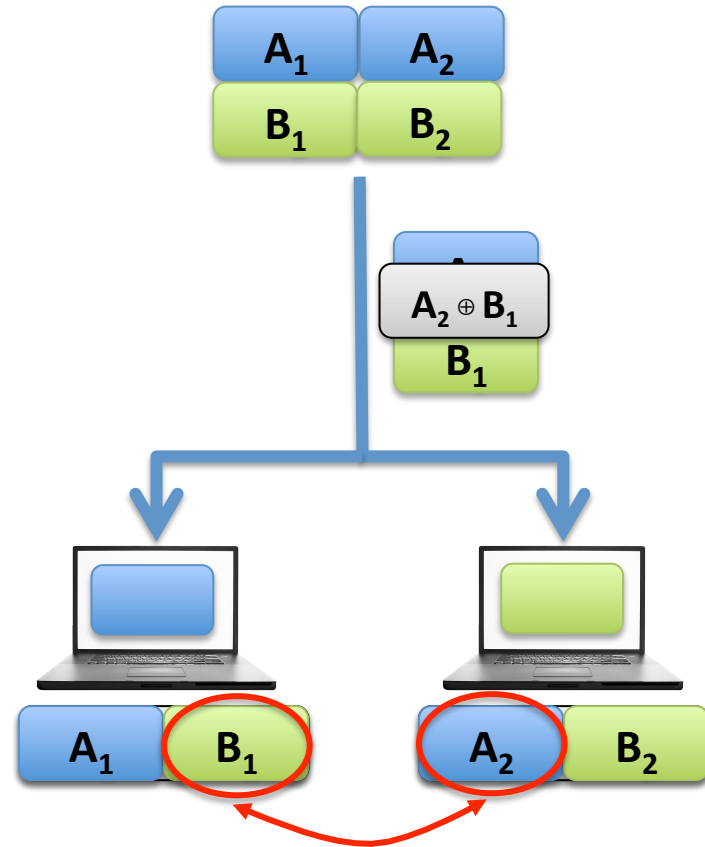 A₁ A₂
B₁ B₂
A₂ ⊕ B₁
B₁
A₁ B₁ A₂ B₂